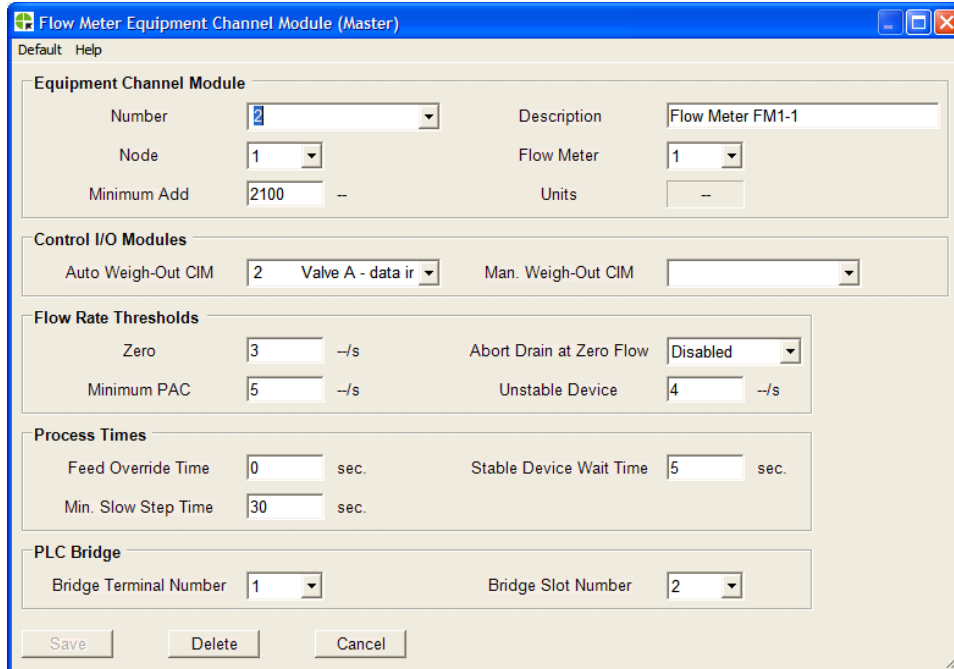 Flow Meter Equipment Channel Module (Master)
Default Help
Equipment Channel Module
Number 2 Description Flow Meter FM1-1
Node 1 Flow Meter 1
Minimum Add 2100 -- Units --
Control I/O Modules
Auto Weigh-Out CIM 2 Valve A - data ir Man. Weigh-Out CIM
Flow Rate Thresholds
Zero 3 --/s Abort Drain at Zero Flow Disabled
Minimum PAC 5 --/s Unstable Device 4 --/s
Process Times
Feed Override Time 0 sec. Stable Device Wait Time 5 sec.
Min. Slow Step Time 30 sec.
PLC Bridge
Bridge Terminal Number 1 Bridge Slot Number 2
Save Delete Cancel